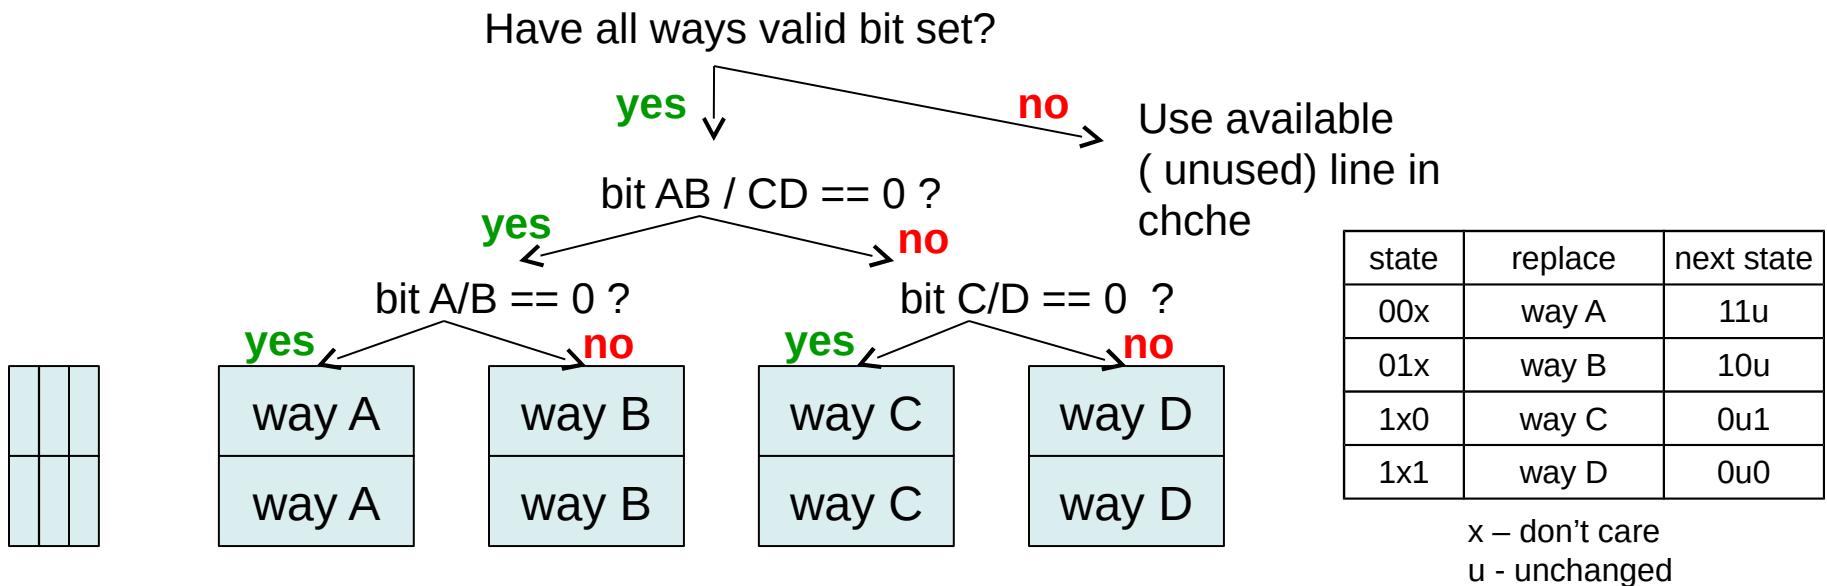 Have all ways valid bit set?
yes
no
Use available
( unused) line in
chche
bit AB / CD == 0 ?
yes
no
bit A/B == 0 ?
bit C/D == 0 ?
yes
no
yes
no
way A
way B
way C
way D
way A
way B
way C
way D
state replace next state
00x way A 11u
01x way B 10u
1x0 way C 0u1
1x1 way D 0u0
x – don’t care
u - unchanged